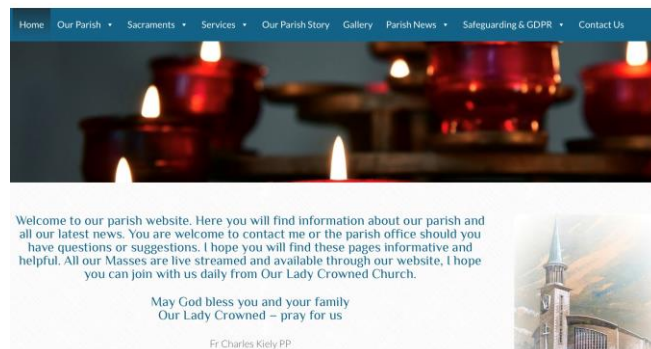 Home Our Parish Sacraments Services Our Parish Story Gallery Parish News Safeguarding & GDPR Contact Us
Welcome to our parish website. Here you will find information about our parish and
all our latest news. You are welcome to contact me or the parish office should you
have questions or suggestions. I hope you will find these pages informative and
helpful. All our Masses are live streamed and available through our website, I hope
you can join with us daily from Our Lady Crowned Church.
May God bless you and your family
Our Lady Crowned – pray for us
Fr Charles Kiely PP